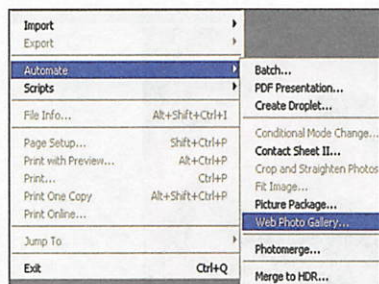 Import
Export
Automate
Scripts
File Info... Alt+Shift+Ctrl+I
Page Setup... Shift+Ctrl+P
Print with Preview... Alt+Ctrl+P
Print... Ctrl+P
Print One Copy Alt+Shift+Ctrl+P
Print Online...
Jump To
Exit Ctrl+Q
Batch...
PDF Presentation...
Create Droplet...
Conditional Mode Change...
Contact Sheet II...
Crop and Straighten Photos
Fit Image...
Picture Package...
Web Photo Gallery...
Photomerge...
Merge to HDR...